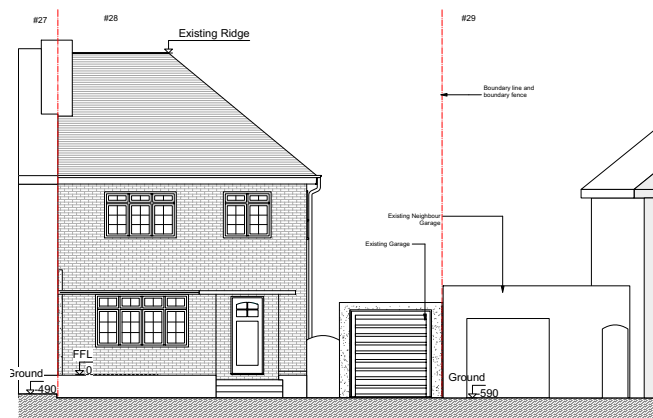 #27
#28
#29
Existing Ridge
Boundary line and
boundary fence
Existing Neighbour
Garage
Existing Garage
FFL
0
Ground
-490
Ground
-590